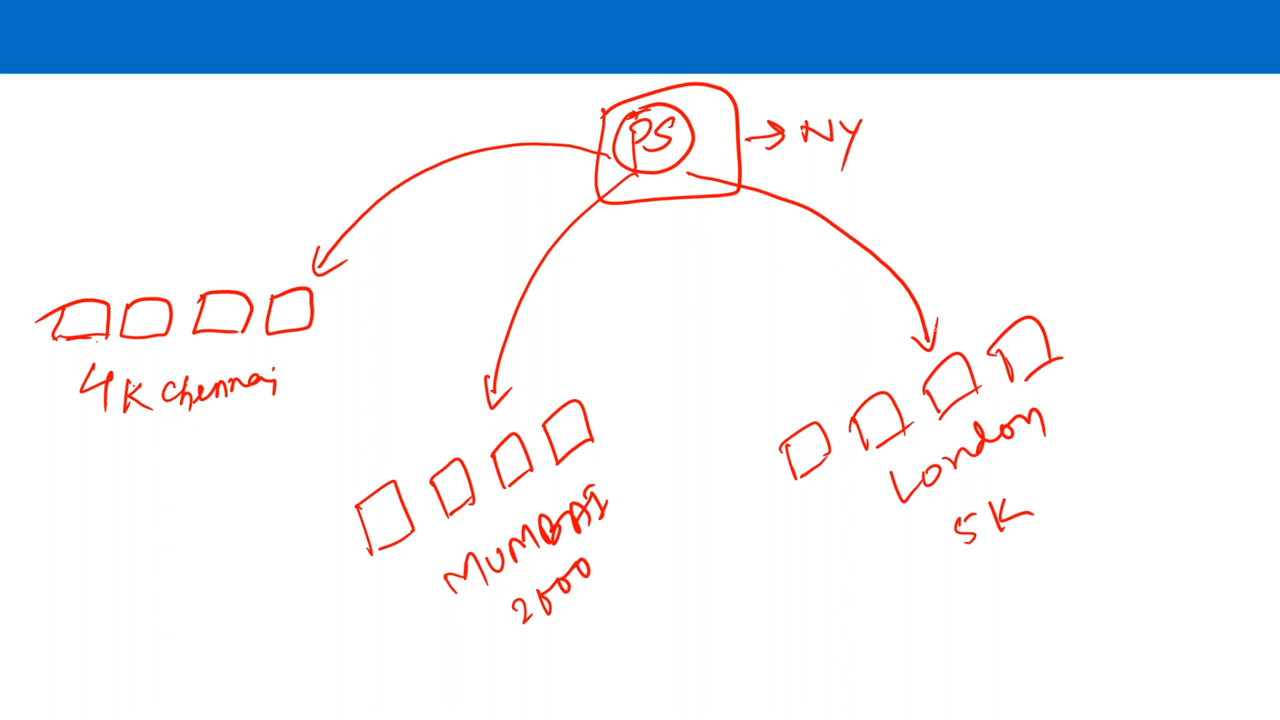 PS
→ NY
4K Chennai
MUMBAI
2000
London
5K